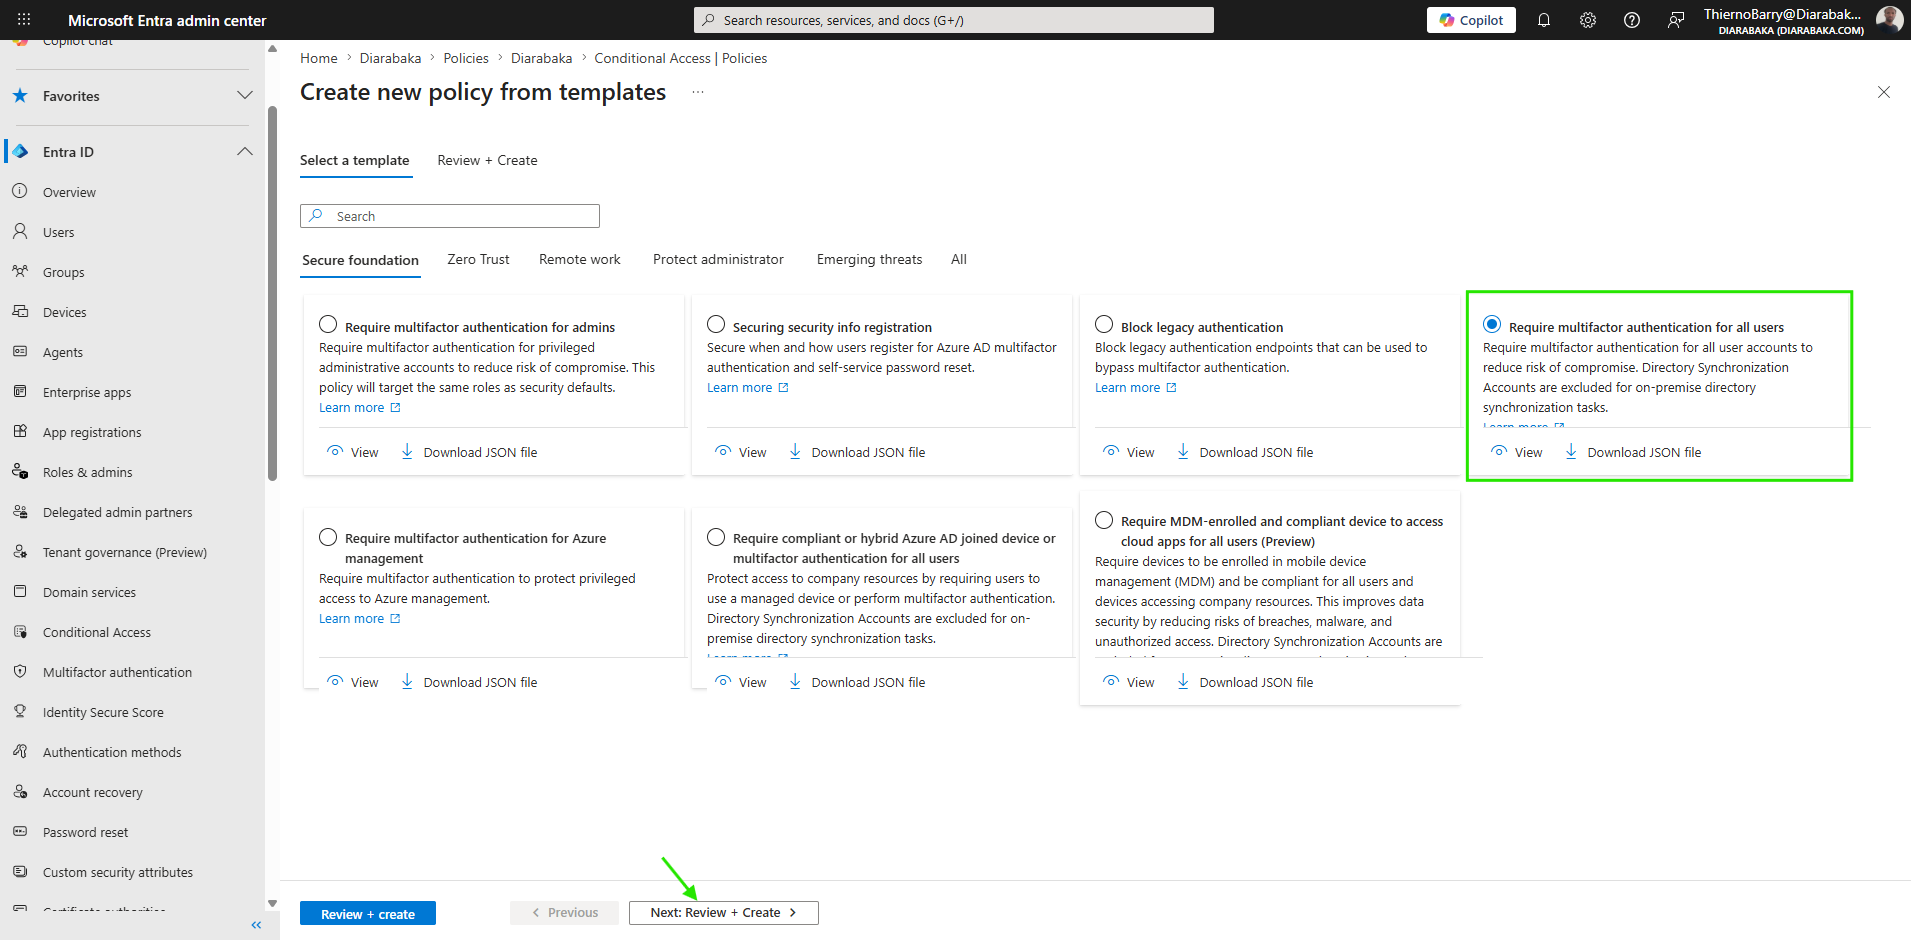 Microsoft Entra admin center
Search resources, services, and docs (G+/)
Copilot
ThiernoBarry@Diarabak...
DIARABAKA (DIARABAKA.COM)
Copilot chat
Favorites
Entra ID
Overview
Users
Groups
Devices
Agents
Enterprise apps
App registrations
Roles & admins
Delegated admin partners
Tenant governance (Preview)
Domain services
Conditional Access
Multifactor authentication
Identity Secure Score
Authentication methods
Account recovery
Password reset
Custom security attributes
Certificate authorities
Home > Diarabaka > Policies > Diarabaka > Conditional Access | Policies
Create new policy from templates ...
Select a template
Review + Create
Search
Secure foundation
Zero Trust
Remote work
Protect administrator
Emerging threats
All
Require multifactor authentication for admins
Require multifactor authentication for privileged
administrative accounts to reduce risk of compromise. This
policy will target the same roles as security defaults.
Learn more
View
Download JSON file
Securing security info registration
Secure when and how users register for Azure AD multifactor
authentication and self-service password reset.
Learn more
View
Download JSON file
Block legacy authentication
Block legacy authentication endpoints that can be used to
bypass multifactor authentication.
Learn more
View
Download JSON file
Require multifactor authentication for all users
Require multifactor authentication for all user accounts to
reduce risk of compromise. Directory Synchronization
Accounts are excluded for on-premise directory
synchronization tasks.
Learn more
View
Download JSON file
Require multifactor authentication for Azure
management
Require multifactor authentication to protect privileged
access to Azure management.
Learn more
View
Download JSON file
Require compliant or hybrid Azure AD joined device or
multifactor authentication for all users
Protect access to company resources by requiring users to
use a managed device or perform multifactor authentication.
Directory Synchronization Accounts are excluded for on-
premise directory synchronization tasks.
Learn more
View
Download JSON file
Require MDM-enrolled and compliant device to access
cloud apps for all users (Preview)
Require devices to be enrolled in mobile device
management (MDM) and be compliant for all users and
devices accessing company resources. This improves data
security by reducing risks of breaches, malware, and
unauthorized access. Directory Synchronization Accounts are
View
Download JSON file
Review + create
< Previous
Next: Review + Create >